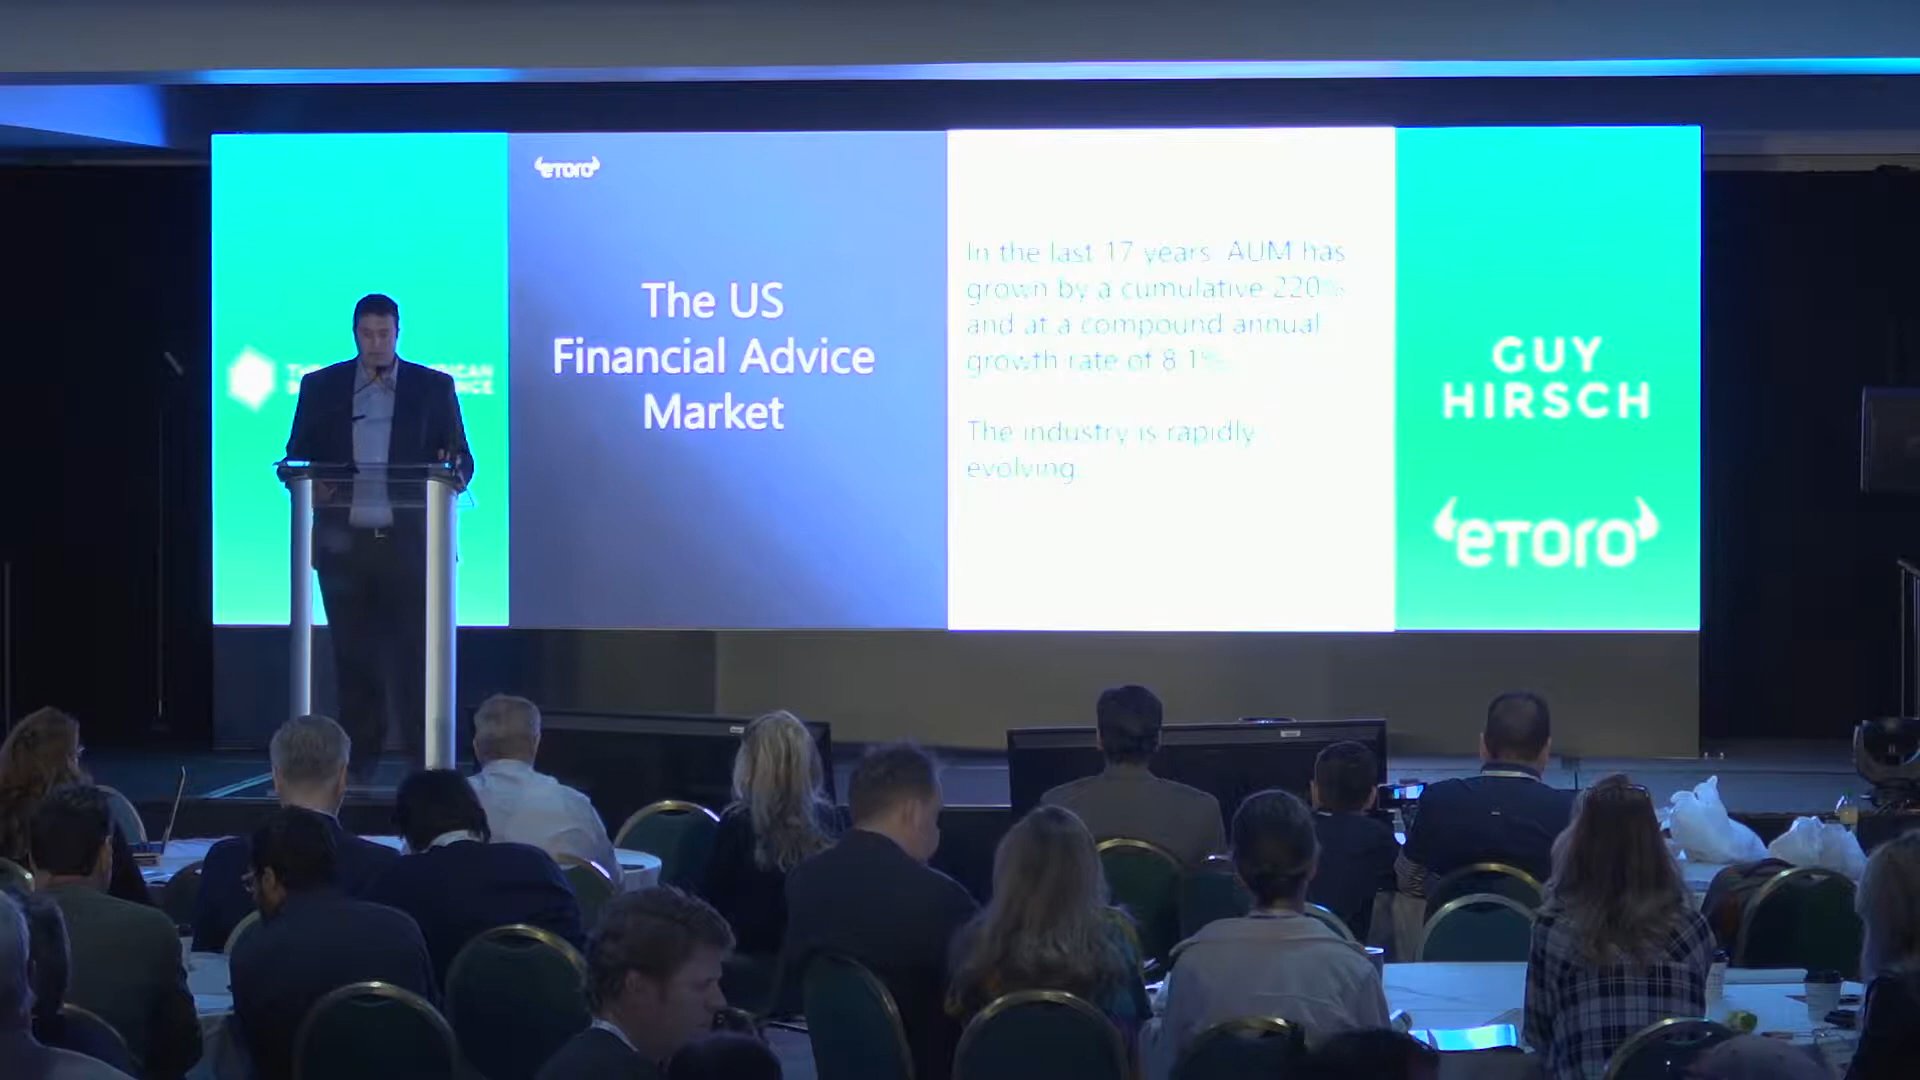 eToro
The US
Financial Advice
Market
In the last 17 years AUM has
grown by a cumulative 220%
and at a compound annual
growth rate of 8.1%
The industry is rapidly
evolving.
GUY
HIRSCH
eToro